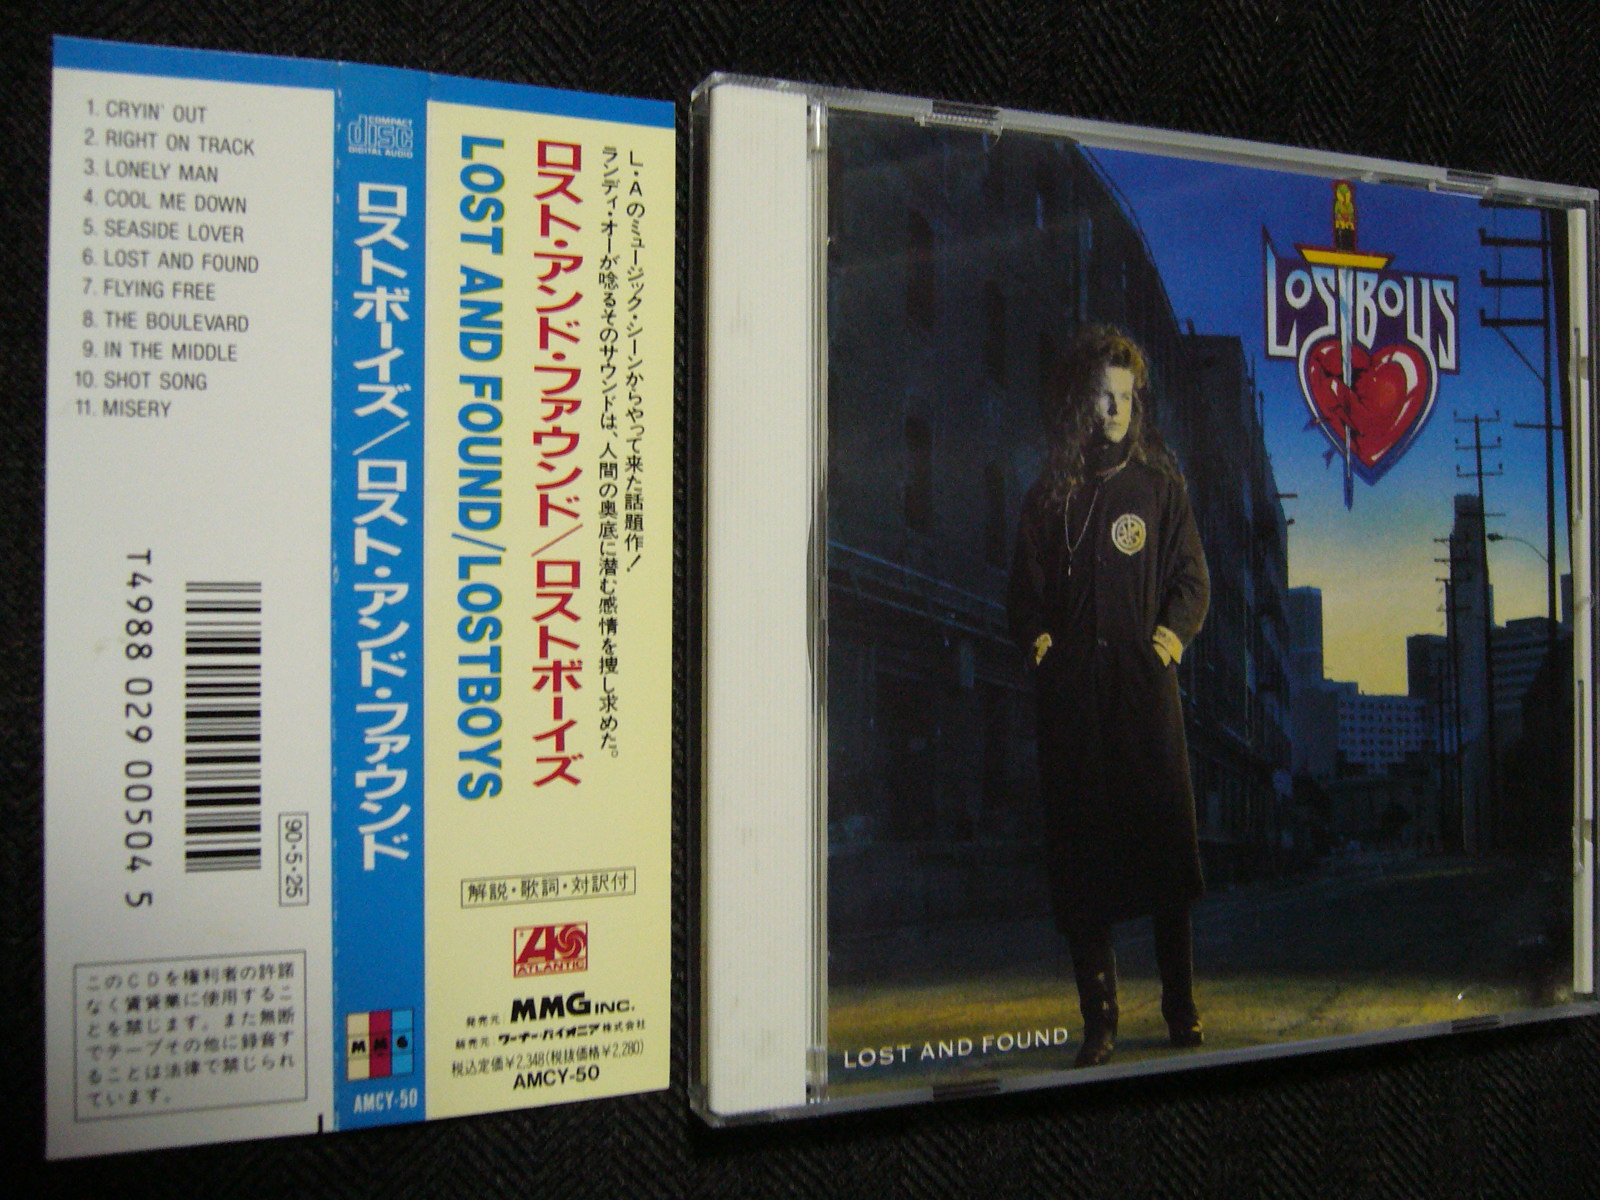 1. CRYIN' OUT
2. RIGHT ON TRACK
3. LONELY MAN
4. COOL ME DOWN
5. SEASIDE LOVER
6. LOST AND FOUND
7. FLYING FREE
8. THE BOULEVARD
9. IN THE MIDDLE
10. SHOT SONG
11. MISERY
T4988 029 00504 5
90・5・25
このCDを権利者の許諾
なく賃貸業に使用するこ
とを禁じます。また無断
でテープその他に録音す
ることは法律で禁じられ
ています。
COMPACT
disc
DIGITAL AUDIO
ロストボーイズ/ロスト・アンド・ファウンド
MMG
AMCY-50
L・Aのミュージック・シーンからやって来た話題作!
ランディ・オーが唸るそのサウンドは、人間の奥底に潜む感情を捜し求めた。
ロスト・アンド・ファウンド/ロストボーイズ
LOST AND FOUND/LOSTBOYS
解説・歌詞・対訳付
ATLANTIC
発売元 MMG INC.
販売元 ワーナー・パイオニア株式会社
税込定価¥2,348(税抜価格¥2,280)
AMCY-50
LOSTBOYS
LOST AND FOUND